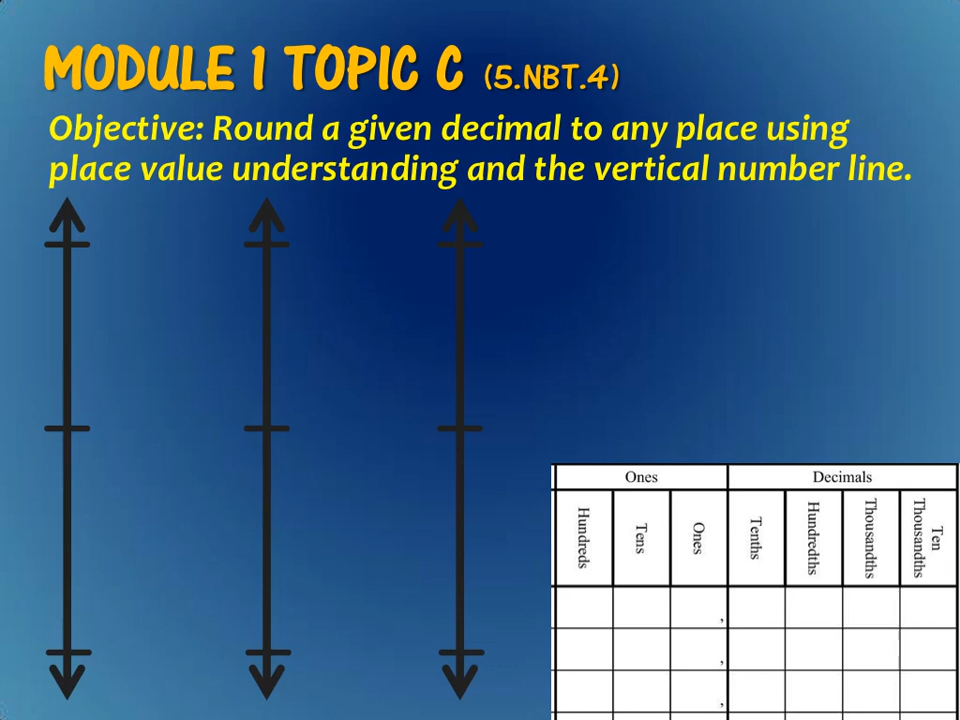 MODULE 1 TOPIC C (5.NBT.4)
Objective: Round a given decimal to any place using
place value understanding and the vertical number line.
Ones Decimals
Hundreds Tens Ones Tenths Hundredths Thousandths Ten Thousandths
,
,
,